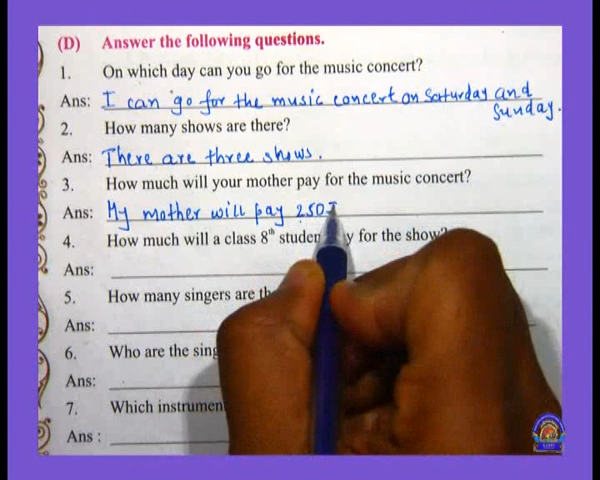 (D) Answer the following questions.
1. On which day can you go for the music concert?
Ans: I can go for the music concert on Saturday and
Sunday.
2. How many shows are there?
Ans: There are three shows.
3. How much will your mother pay for the music concert?
Ans: My mother will pay 250
4. How much will a class 8th for the show?
Ans:
5. How many singers are
Ans:
6. Who are the
Ans:
7. Which
Ans :